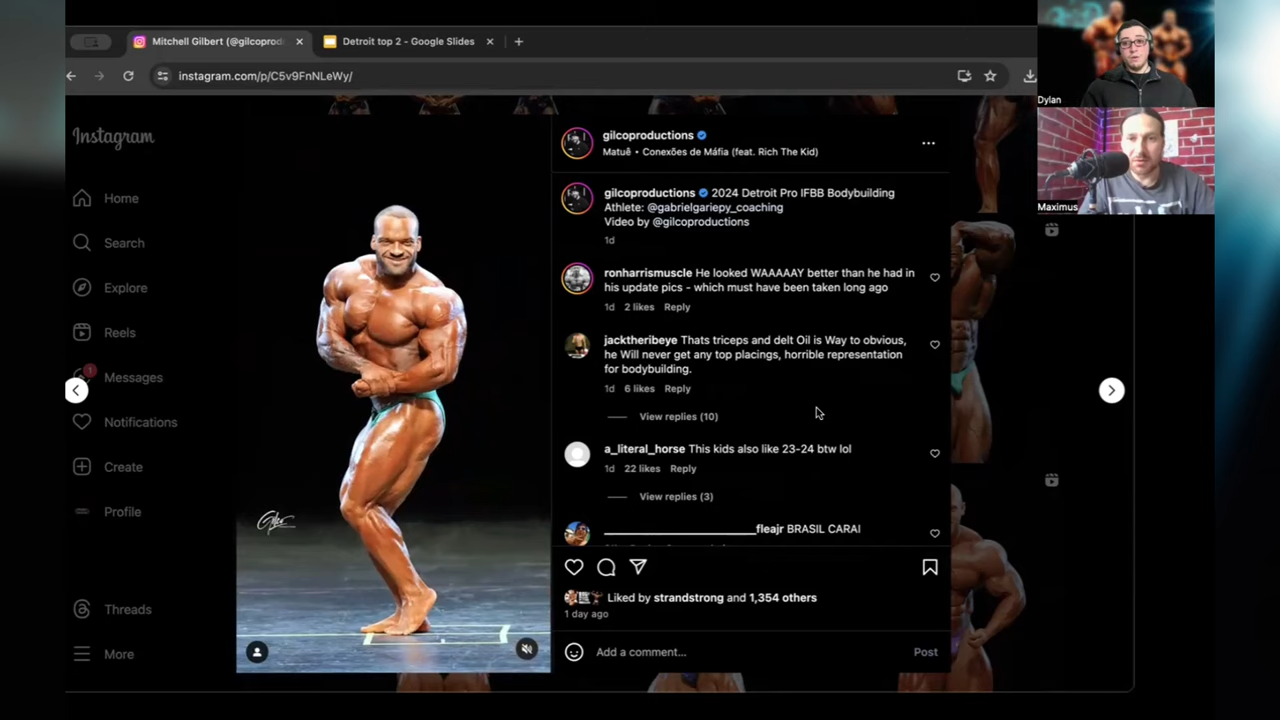 Mitchell Gilbert (@gilcoprod
Detroit top 2 - Google Slides
instagram.com/p/C5v9FnNLeWy/
Dylan
Maximus
Instagram
Home
Search
Explore
Reels
1
Messages
Notifications
Create
Profile
Threads
More
gilcoproductions
Matuê • Conexões de Máfia (feat. Rich The Kid)
gilcoproductions 2024 Detroit Pro IFBB Bodybuilding
Athlete: @gabrielgariepy_coaching
Video by @gilcoproductions
1d
ronharrismuscle He looked WAAAAAY better than he had in
his update pics - which must have been taken long ago
1d 2 likes Reply
jacktheribeye Thats triceps and delt Oil is Way to obvious,
he Will never get any top placings, horrible representation
for bodybuilding.
1d 6 likes Reply
View replies (10)
a_literal_horse This kids also like 23-24 btw lol
1d 22 likes Reply
View replies (3)
______________________fleajr BRASIL CARAI
Liked by strandstrong and 1,354 others
1 day ago
Add a comment...
Post